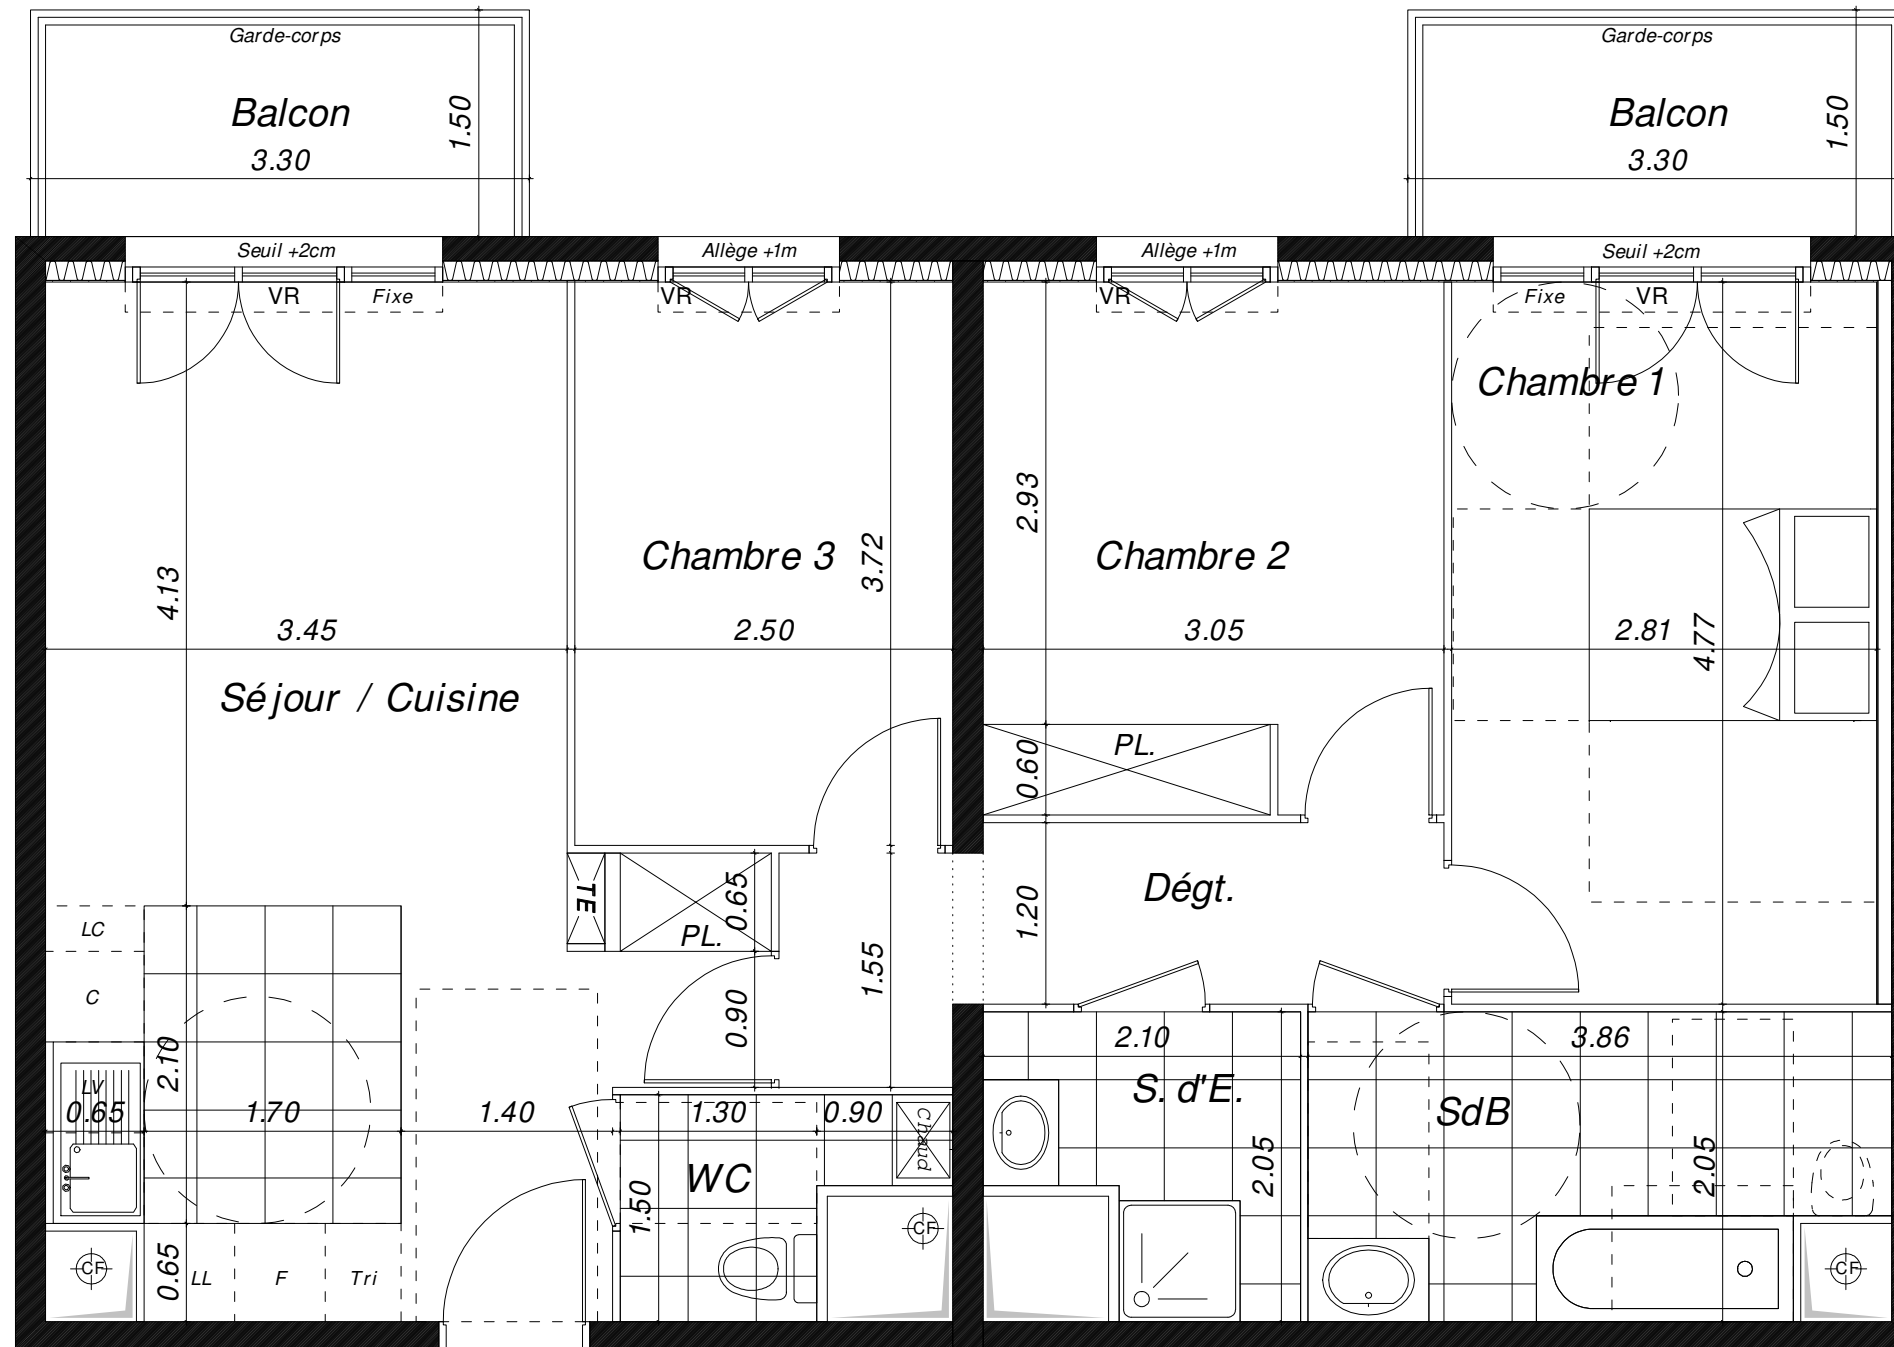 Garde-corps
Garde-corps
Balcon
1.50
3.30
Balcon
1.50
3.30
Seuil +2cm
Allège +1m
Allège +1m
Seuil +2cm
VR
Fixe
VR
VR
Fixe
VR
Chambre 1
2.93
Chambre 3
3.72
Chambre 2
4.13
3.45
2.50
3.05
2.81
4.77
Séjour / Cuisine
PL.
0.60
TE
0.65
PL.
Dégt.
1.20
LC
C
1.55
0.90
2.10
2.10
3.86
LV
0.65
1.70
1.40
1.30
0.90
Chaud
S. d'E.
SdB
WC
1.50
2.05
2.05
CF
CF
CF
0.65
LL
F
Tri